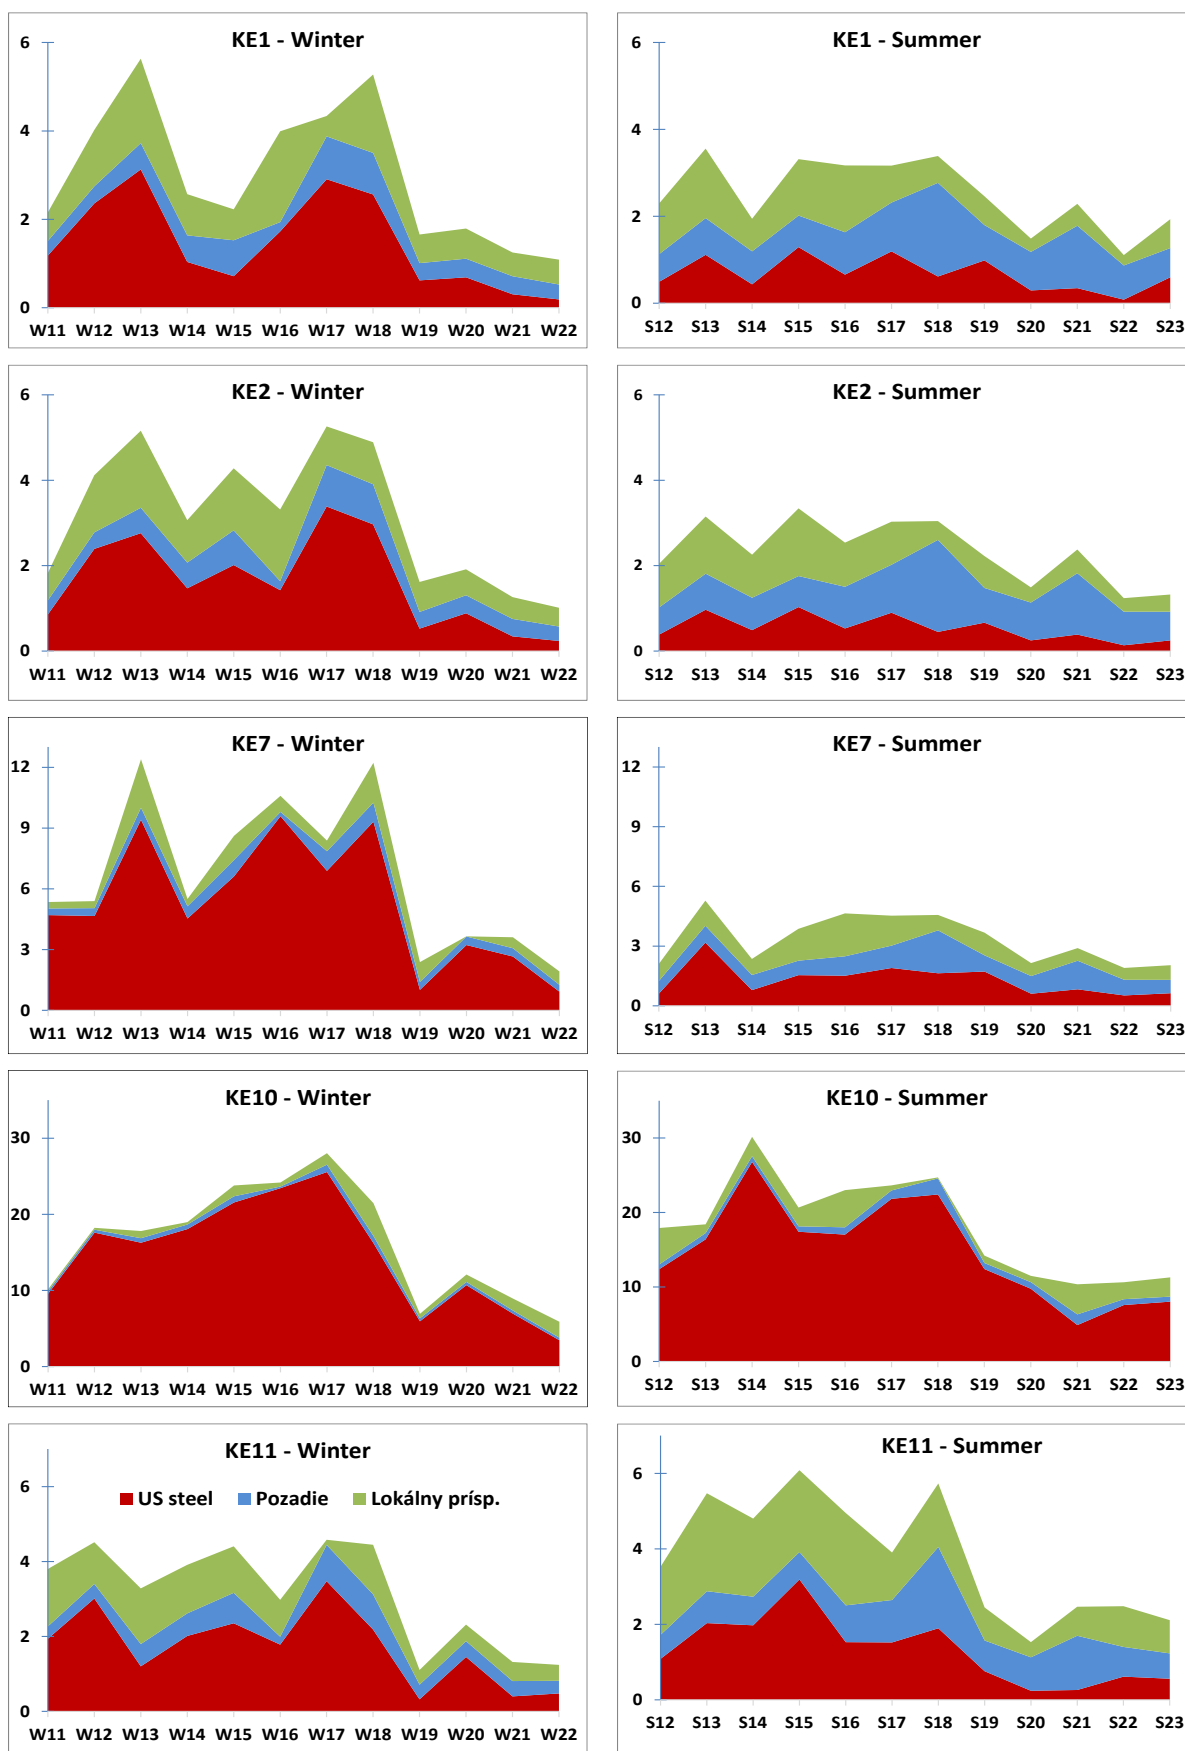 KE1 - Winter
6
4
2
0
W11 W12 W13 W14 W15 W16 W17 W18 W19 W20 W21 W22
KE1 - Summer
6
4
2
0
S12 S13 S14 S15 S16 S17 S18 S19 S20 S21 S22 S23
KE2 - Winter
6
4
2
0
W11 W12 W13 W14 W15 W16 W17 W18 W19 W20 W21 W22
KE2 - Summer
6
4
2
0
S12 S13 S14 S15 S16 S17 S18 S19 S20 S21 S22 S23
KE7 - Winter
12
9
6
3
0
W11 W12 W13 W14 W15 W16 W17 W18 W19 W20 W21 W22
KE7 - Summer
12
9
6
3
0
S12 S13 S14 S15 S16 S17 S18 S19 S20 S21 S22 S23
KE10 - Winter
30
20
10
0
W11 W12 W13 W14 W15 W16 W17 W18 W19 W20 W21 W22
KE10 - Summer
30
20
10
0
S12 S13 S14 S15 S16 S17 S18 S19 S20 S21 S22 S23
KE11 - Winter
6
US steel Pozadie Lokálny prísp.
4
2
0
W11 W12 W13 W14 W15 W16 W17 W18 W19 W20 W21 W22
KE11 - Summer
6
4
2
0
S12 S13 S14 S15 S16 S17 S18 S19 S20 S21 S22 S23